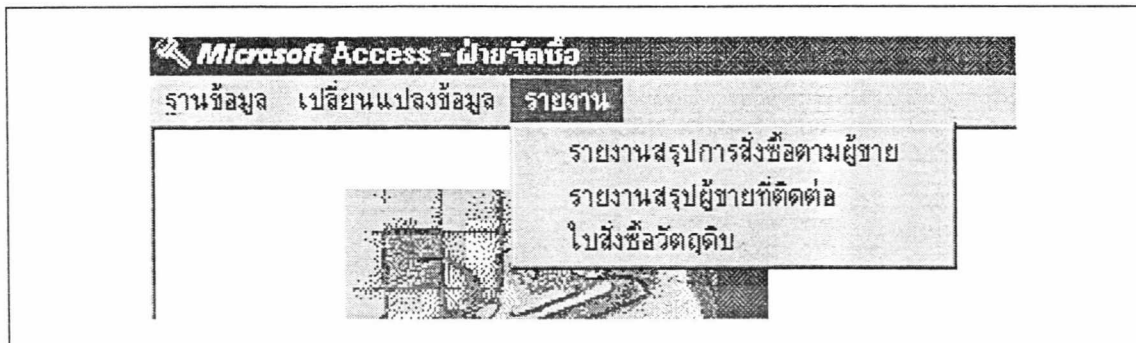 Microsoft Access - ฝ่ายจัดซื้อ
ฐานข้อมูล เปลี่ยนแปลงข้อมูล รายงาน
รายงานสรุปการสั่งซื้อตามผู้ขาย
รายงานสรุปผู้ขายที่ติดต่อ
ใบสั่งซื้อวัตถุดิบ